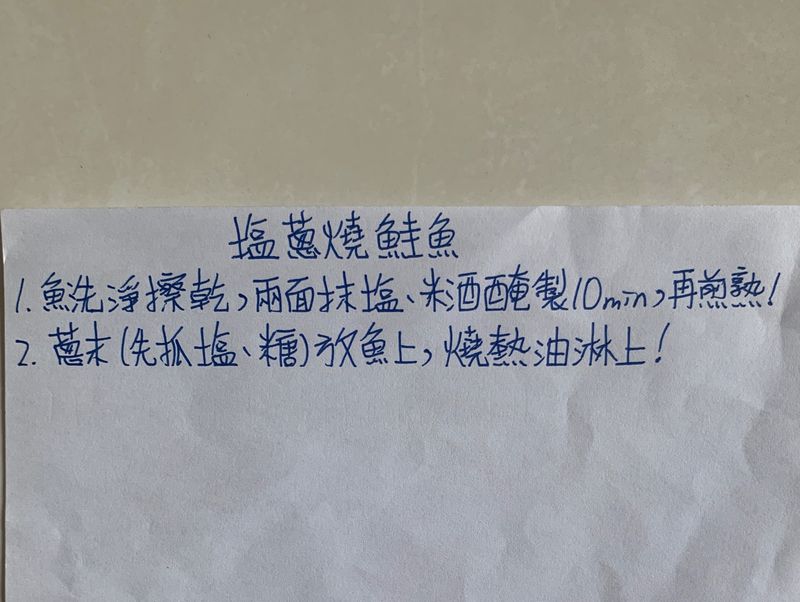 塩蔥燒鮭魚
1. 魚洗淨擦乾，兩面抹塩、米酒醃製10min，再煎熟！
2. 蔥末(先抓塩、糖)放魚上，燒熱油淋上！